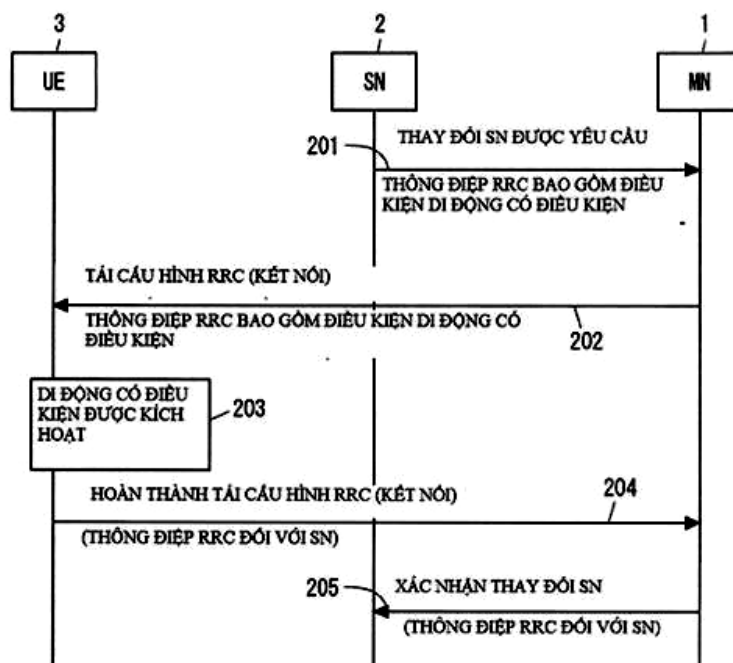 3
2
1
UE
SN
MN
THAY ĐỔI SN ĐƯỢC YÊU CẦU
201
THÔNG ĐIỆP RRC BAO GỒM ĐIỀU
KIỆN DI ĐỘNG CÓ ĐIỀU KIỆN
TÁI CẤU HÌNH RRC (KẾT NỐI)
THÔNG ĐIỆP RRC BAO GỒM ĐIỀU KIỆN DI ĐỘNG CÓ
ĐIỀU KIỆN
202
DI ĐỘNG CÓ ĐIỀU
KIỆN ĐƯỢC KÍCH
HOẠT
203
HOÀN THÀNH TÁI CẤU HÌNH RRC (KẾT NỐI)
204
(THÔNG ĐIỆP RRC ĐỐI VỚI SN)
205
XÁC NHẬN THAY ĐỔI SN
(THÔNG ĐIỆP RRC ĐỐI VỚI SN)